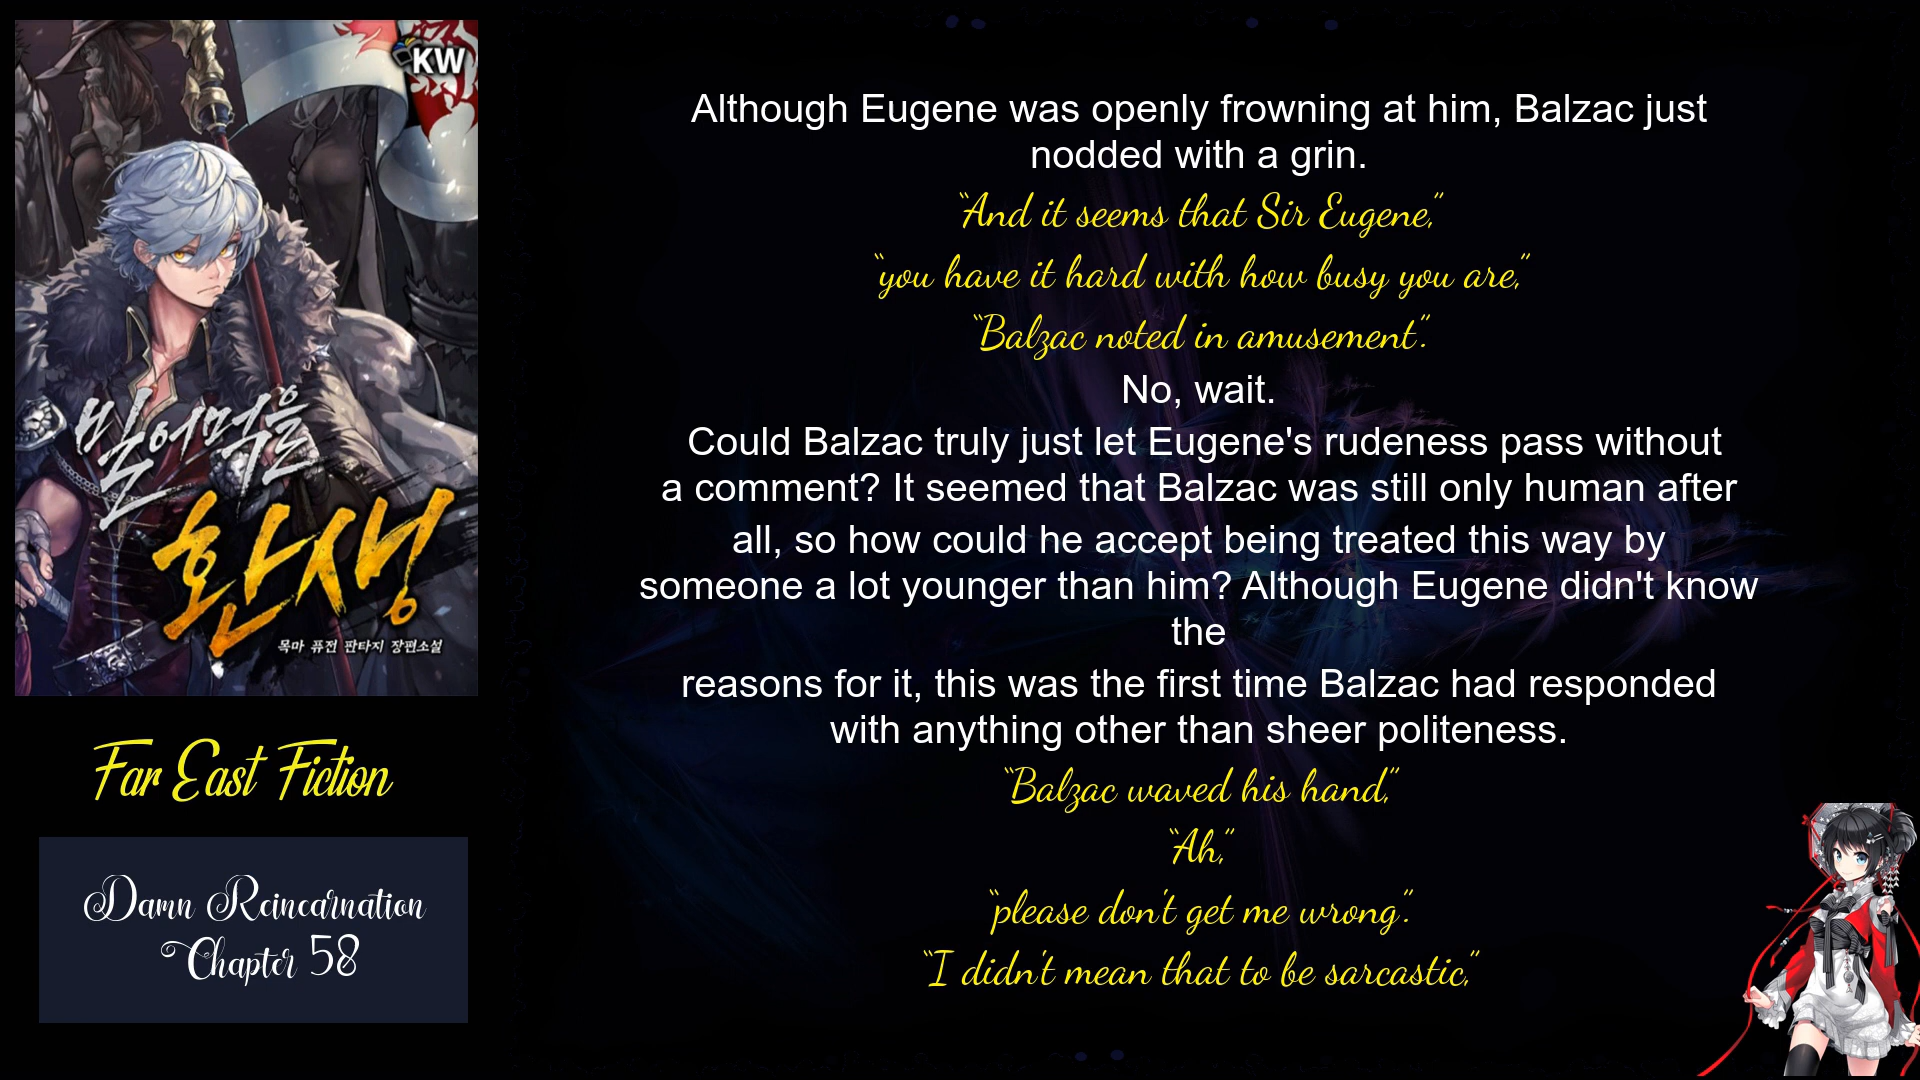 KW
빌어먹을
환생
목마 퓨전 판타지 장편소설
Far East Fiction
Damn Reincarnation
Chapter 58
Although Eugene was openly frowning at him, Balzac just
nodded with a grin.
“And it seems that Sir Eugene,”
“you have it hard with how busy you are,”
“Balzac noted in amusement”.
No, wait.
Could Balzac truly just let Eugene's rudeness pass without
a comment? It seemed that Balzac was still only human after
all, so how could he accept being treated this way by
someone a lot younger than him? Although Eugene didn't know
the
reasons for it, this was the first time Balzac had responded
with anything other than sheer politeness.
“Balzac waved his hand,”
“Ah,”
“please don't get me wrong”.
“I didn't mean that to be sarcastic,”